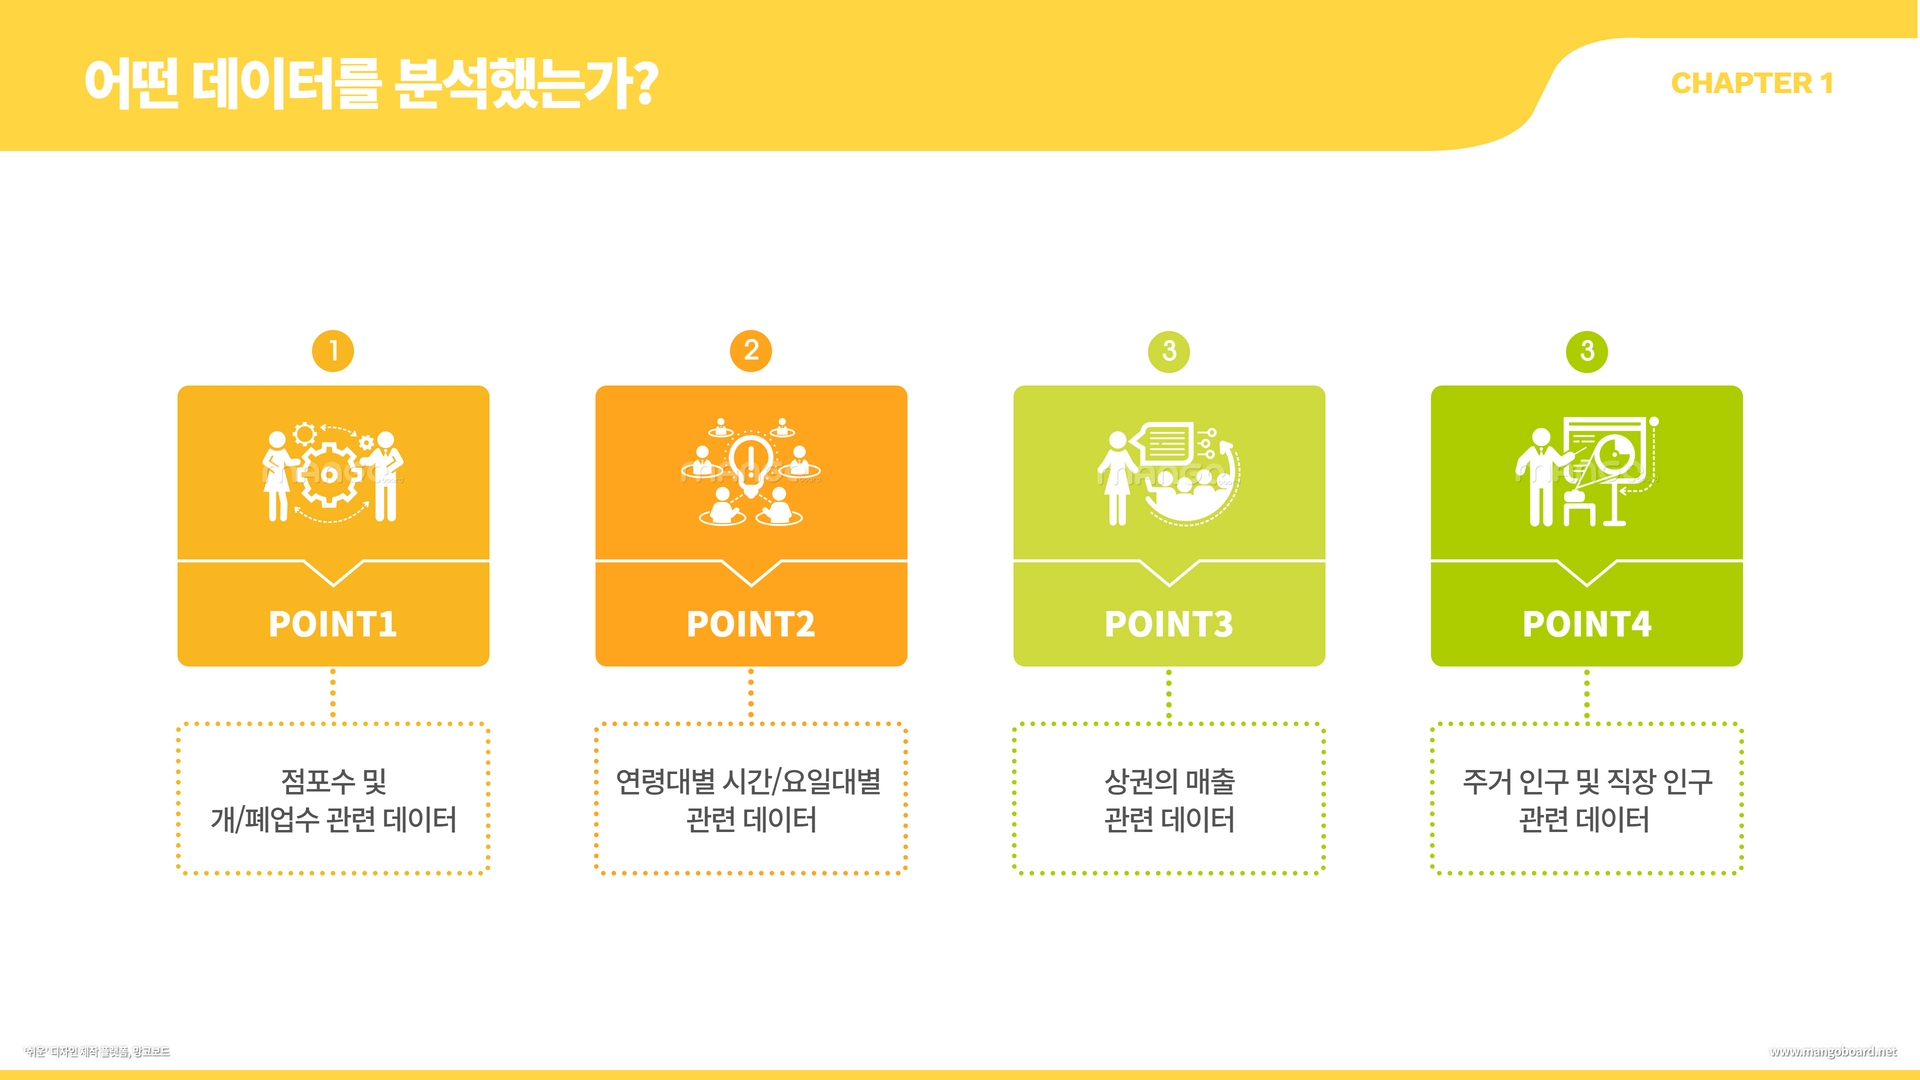 어떤 데이터를 분석했는가?
CHAPTER 1
1
2
3
3
POINT1
POINT2
POINT3
POINT4
점포수 및
개/폐업수 관련 데이터
연령대별 시간/요일대별
관련 데이터
상권의 매출
관련 데이터
주거 인구 및 직장 인구
관련 데이터
'쉬운' 디자인 제작 플랫폼, 망고보드
www.mangoboard.net